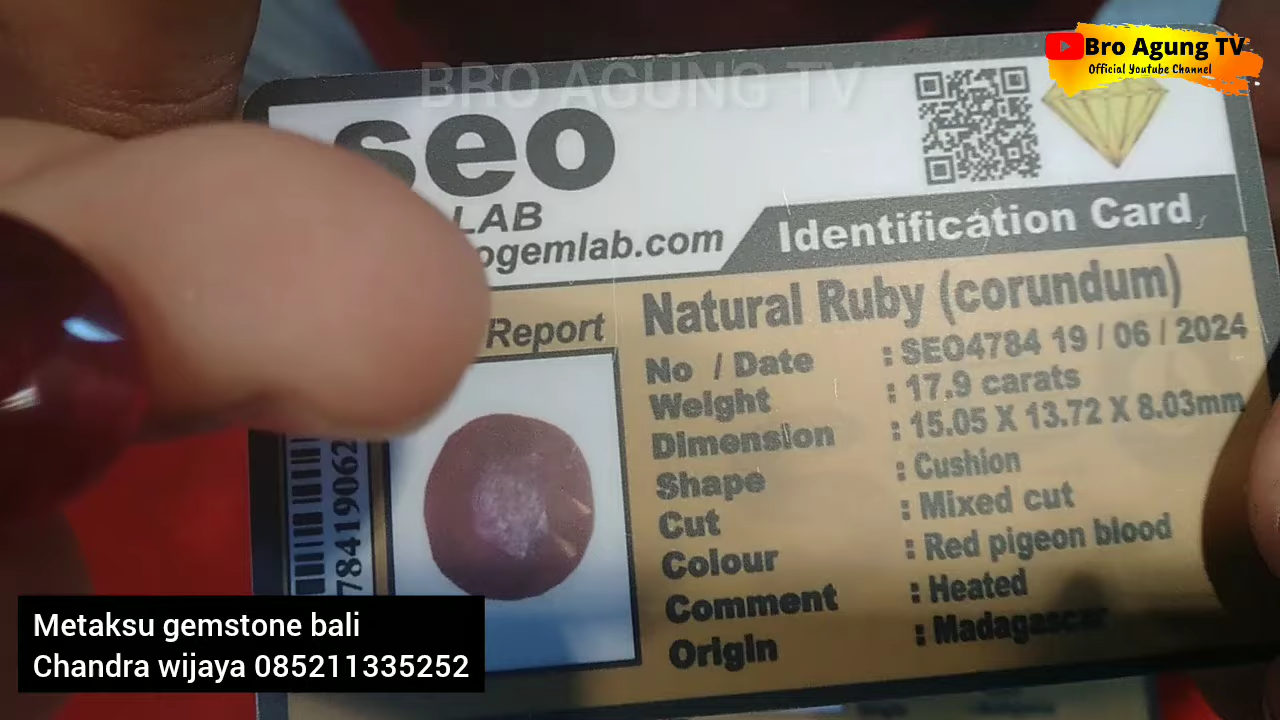 Bro Agung TV
Official Youtube Channel
BRO AGUNG TV
seo
LAB
ogemlab.com
Identification Card
Report
Natural Ruby (corundum)
No / Date : SEO4784 19 / 06 / 2024
Weight : 17.9 carats
Dimension : 15.05 X 13.72 X 8.03mm
Shape : Cushion
Cut : Mixed cut
Colour : Red pigeon blood
Comment : Heated
Origin : Madagascar
78419062
Metaksu gemstone bali
Chandra wijaya 085211335252